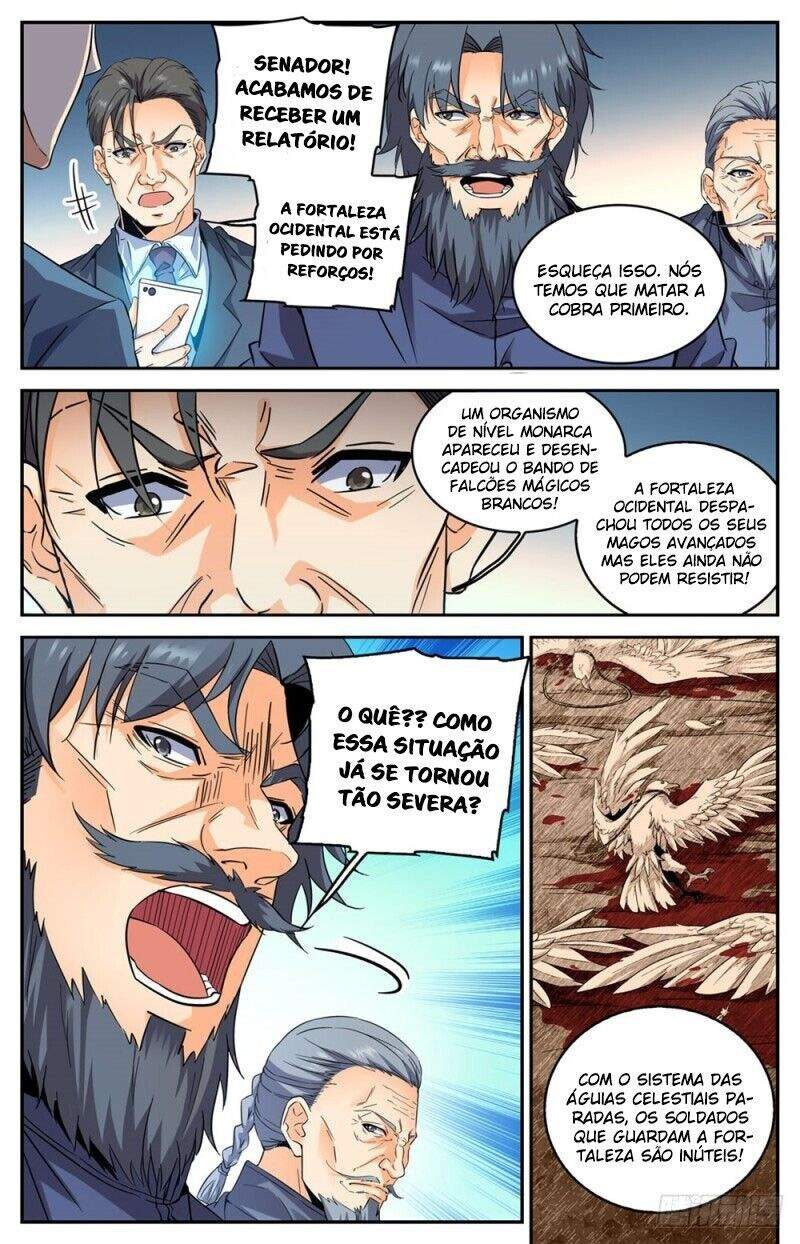 SENADOR!
ACABAMOS DE
RECEBER UM
RELATÓRIO!
A FORTALEZA
OCIDENTAL ESTÁ
PEDINDO POR
REFORÇOS!
ESQUEÇA ISSO. NÓS
TEMOS QUE MATAR A
COBRA PRIMEIRO.
UM ORGANISMO
DE NÍVEL MONARCA
APARECEU E DESEN-
CADEOU O BANDO DE
FALCÕES MÁGICOS
BRANCOS!
A FORTALEZA
OCIDENTAL DESPA-
CHOU TODOS OS SEUS
MAGOS AVANÇADOS
MAS ELES AINDA NÃO
PODEM RESISTIR!
O QUÊ?? COMO
ESSA SITUAÇÃO
JÁ SE TORNOU
TÃO SEVERA?
COM O SISTEMA DAS
ÁGUIAS CELESTIAIS PA-
RADAS, OS SOLDADOS
QUE GUARDAM A FOR-
TALEZA SÃO INÚTEIS!